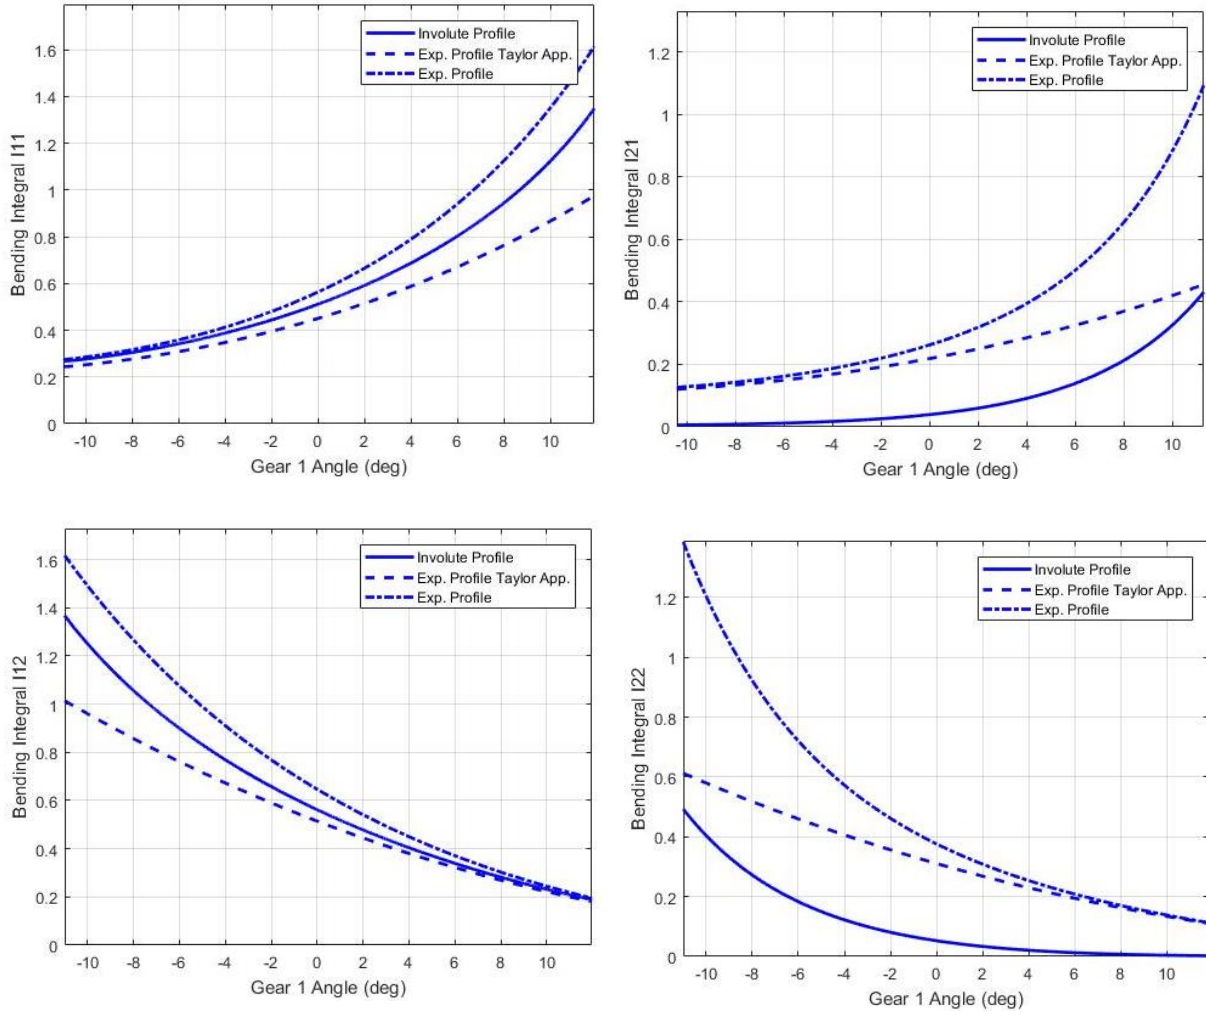 Bending Integral I11
1.6
1.4
1.2
1
0.8
0.6
0.4
0.2
0
Involute Profile
Exp. Profile Taylor App.
Exp. Profile
-10 -8 -6 -4 -2 0 2 4 6 8 10
Gear 1 Angle (deg)
Bending Integral I21
1.2
1
0.8
0.6
0.4
0.2
0
Involute Profile
Exp. Profile Taylor App.
Exp. Profile
-10 -8 -6 -4 -2 0 2 4 6 8 10
Gear 1 Angle (deg)
Bending Integral I12
1.6
1.4
1.2
1
0.8
0.6
0.4
0.2
0
Involute Profile
Exp. Profile Taylor App.
Exp. Profile
-10 -8 -6 -4 -2 0 2 4 6 8 10
Gear 1 Angle (deg)
Bending Integral I22
1.2
1
0.8
0.6
0.4
0.2
0
Involute Profile
Exp. Profile Taylor App.
Exp. Profile
-10 -8 -6 -4 -2 0 2 4 6 8 10
Gear 1 Angle (deg)